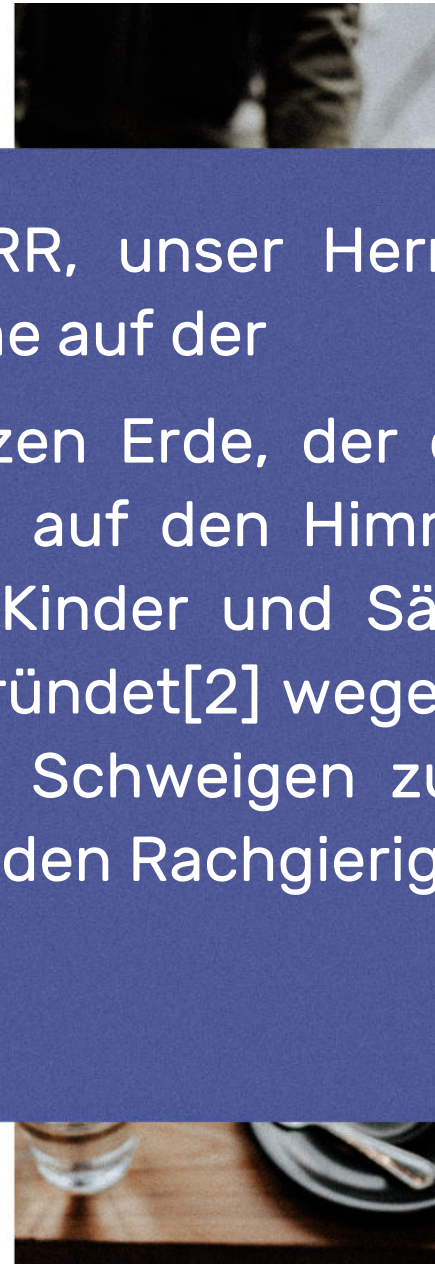 RR, unser Herr
ne auf der
zen Erde, der
auf den Himm
Kinder und Sä
ründet[2] wege
Schweigen zu
den Rachgierig